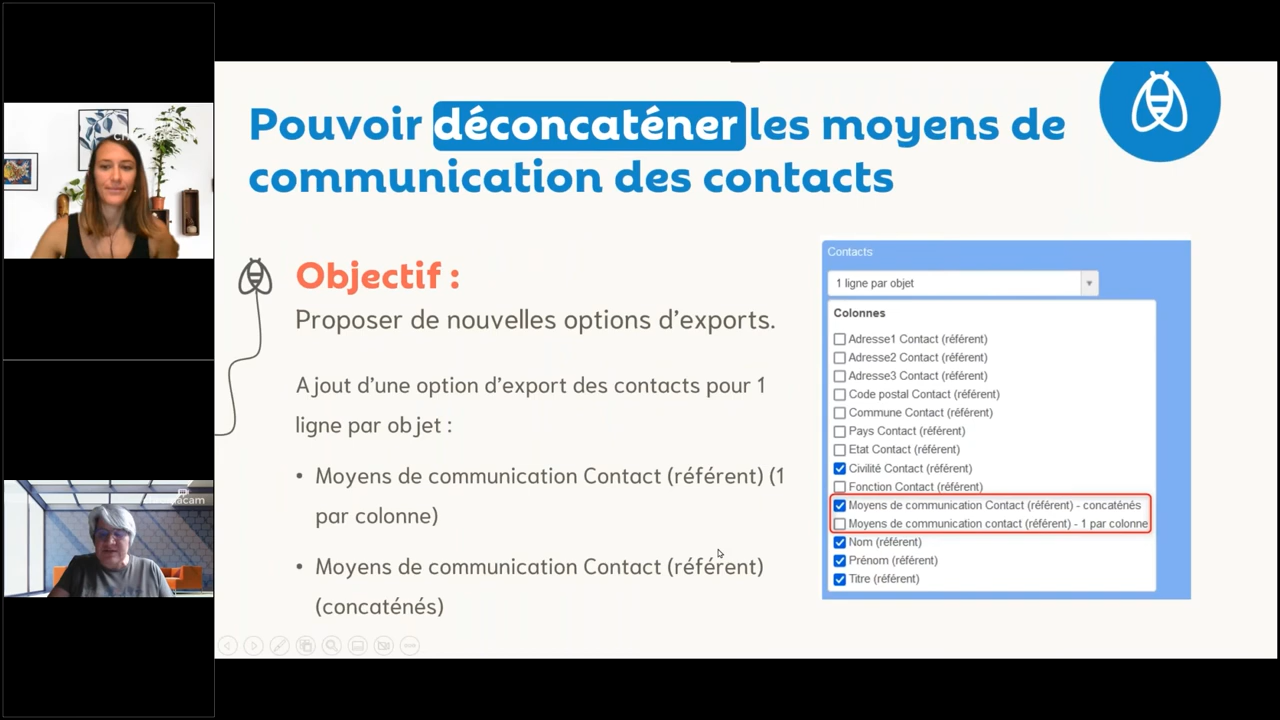 Pouvoir déconcaténer les moyens de
communication des contacts
Objectif :
Proposer de nouvelles options d'exports.
Ajout d'une option d'export des contacts pour 1
ligne par objet :
• Moyens de communication Contact (référent) (1
par colonne)
• Moyens de communication Contact (référent)
(concaténés)
Contacts
1 ligne par objet
Colonnes
Adresse1 Contact (référent)
Adresse2 Contact (référent)
Adresse3 Contact (référent)
Code postal Contact (référent)
Commune Contact (référent)
Pays Contact (référent)
Etat Contact (référent)
Civilité Contact (référent)
Fonction Contact (référent)
Moyens de communication Contact (référent) - concaténés
Moyens de communication contact (référent) - 1 par colonne
Nom (référent)
Prénom (référent)
Titre (référent)